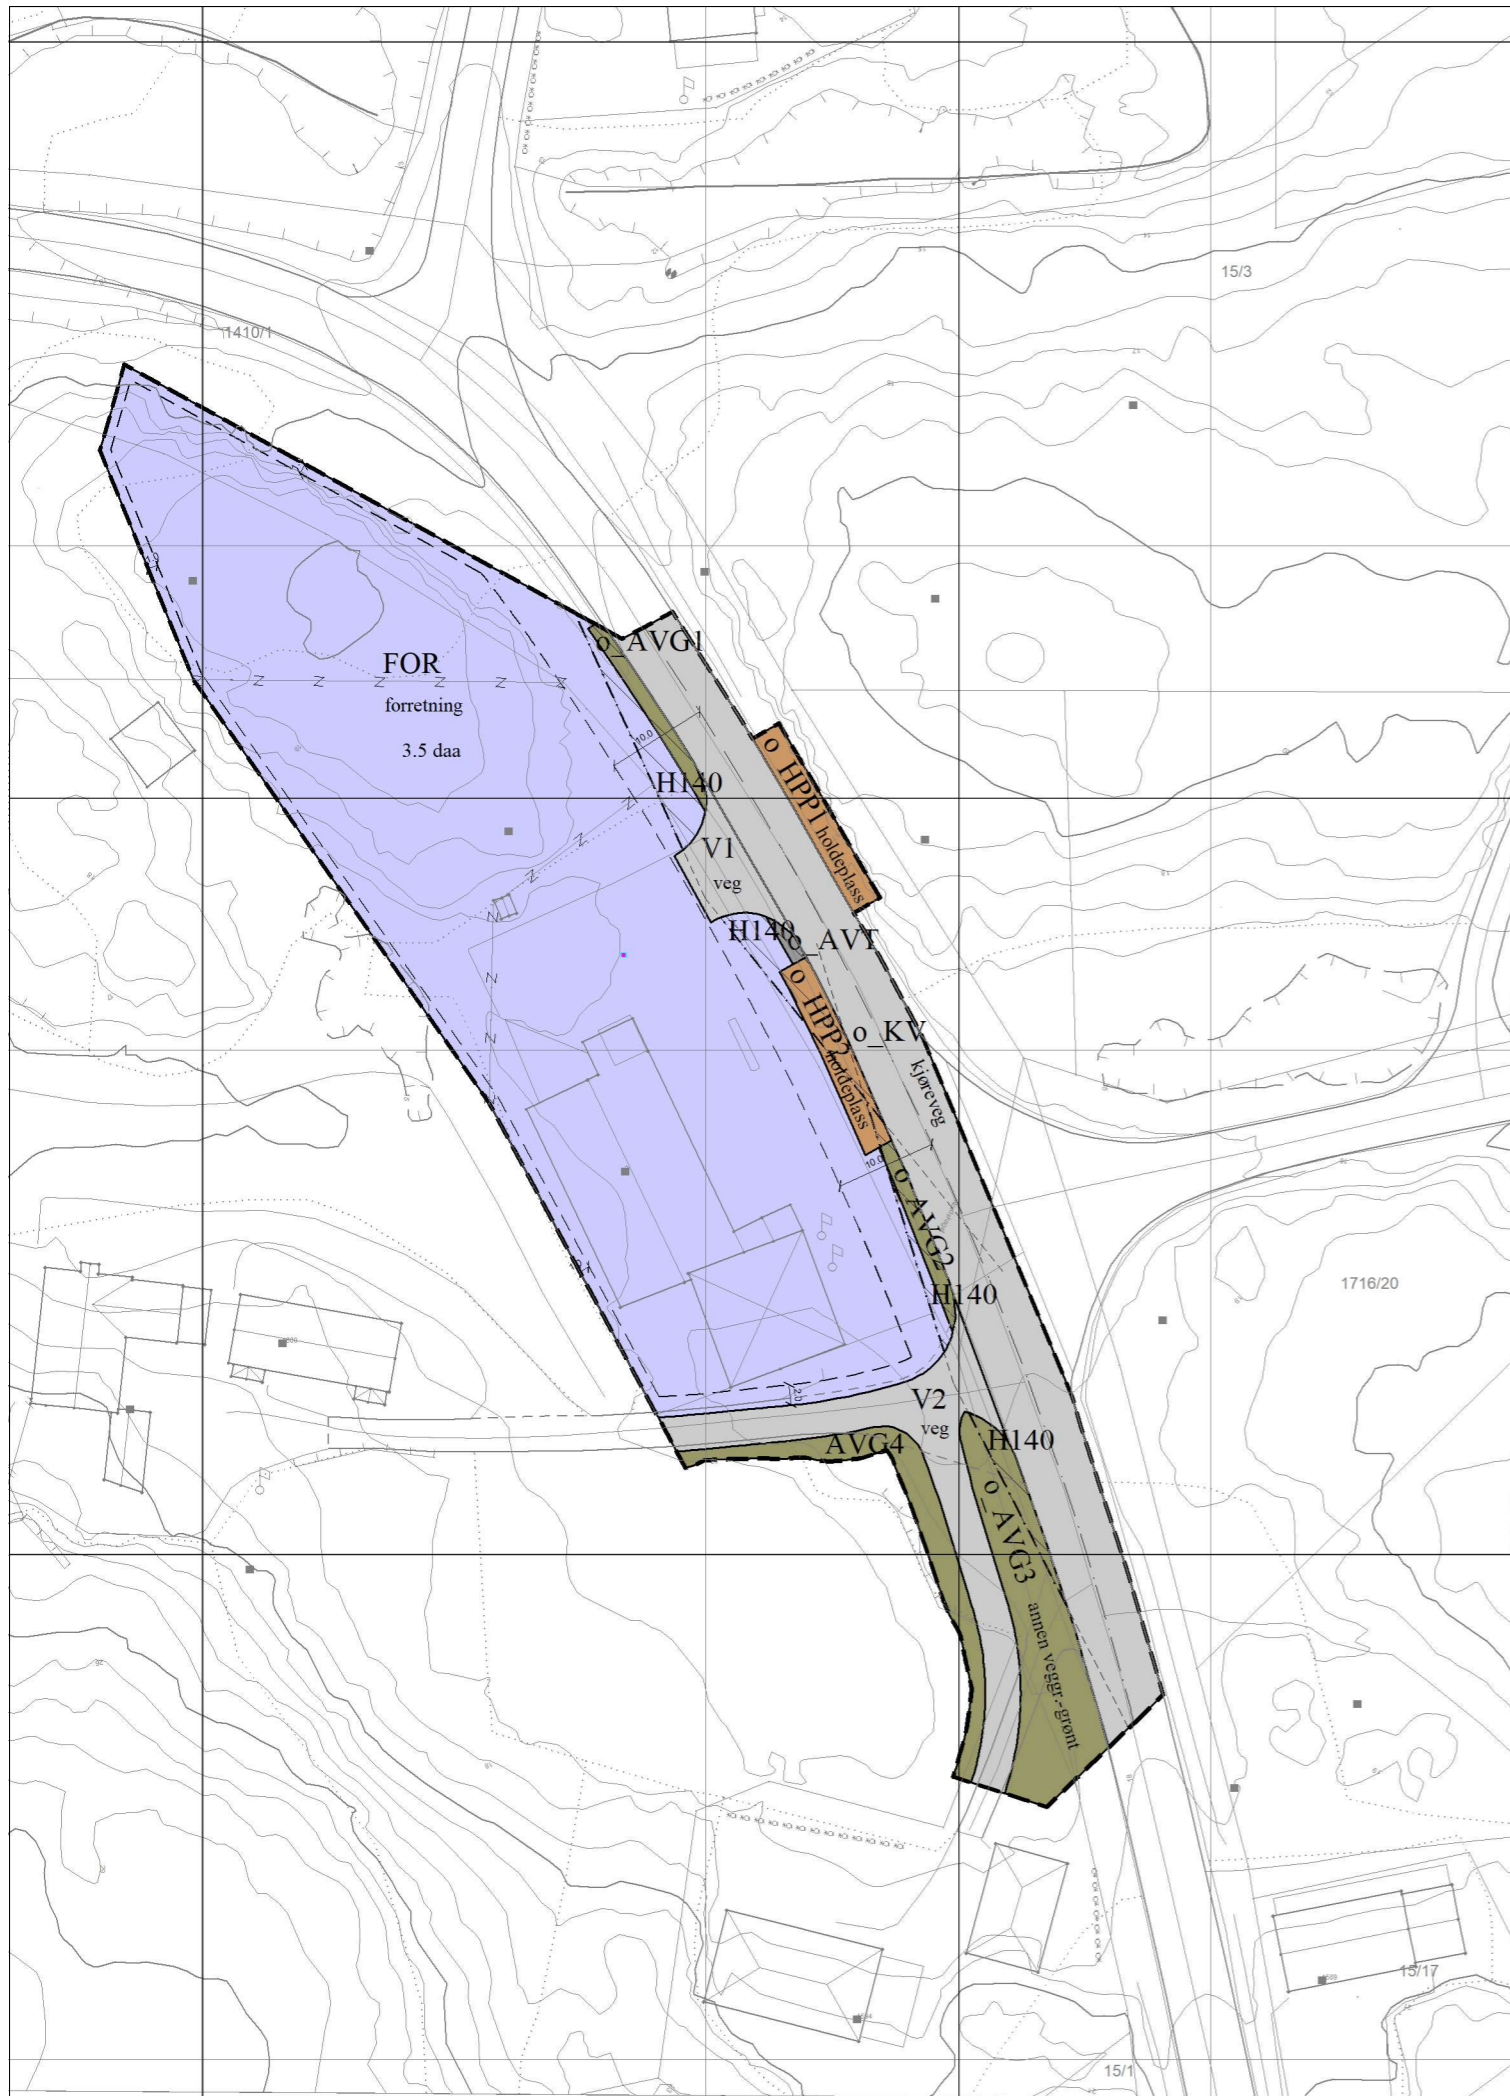 15/3
1410/1
o_AVG1
FOR
forretning
3.5 daa
10.0
H140
o_HPP1 holdeplass
V1
veg
H140
o_AVT
o_HPP2 holdeplass
o_KV
kjøreveg
10.0
o_AVG2
H140
1716/20
2.0
V2
veg
AVG4
H140
o_AVG3
annen veggr.-grønt
15/17
15/1